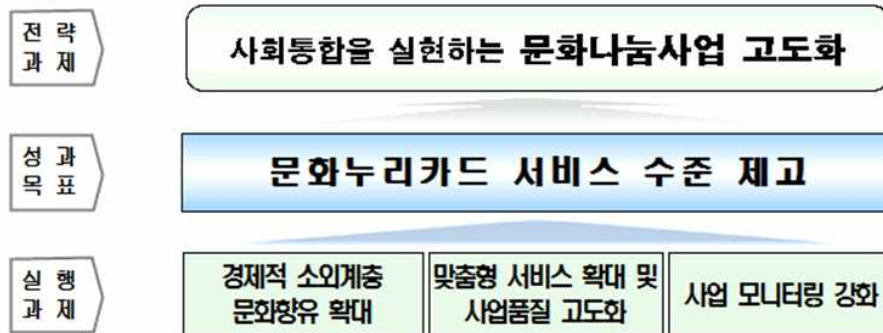 전 략
과 제
사회통합을 실현하는 문화나눔사업 고도화
성 과
목 표
문화누리카드 서비스 수준 제고
실 행
과 제
경제적 소외계층
문화향유 확대
맞춤형 서비스 확대 및
사업품질 고도화
사업 모니터링 강화